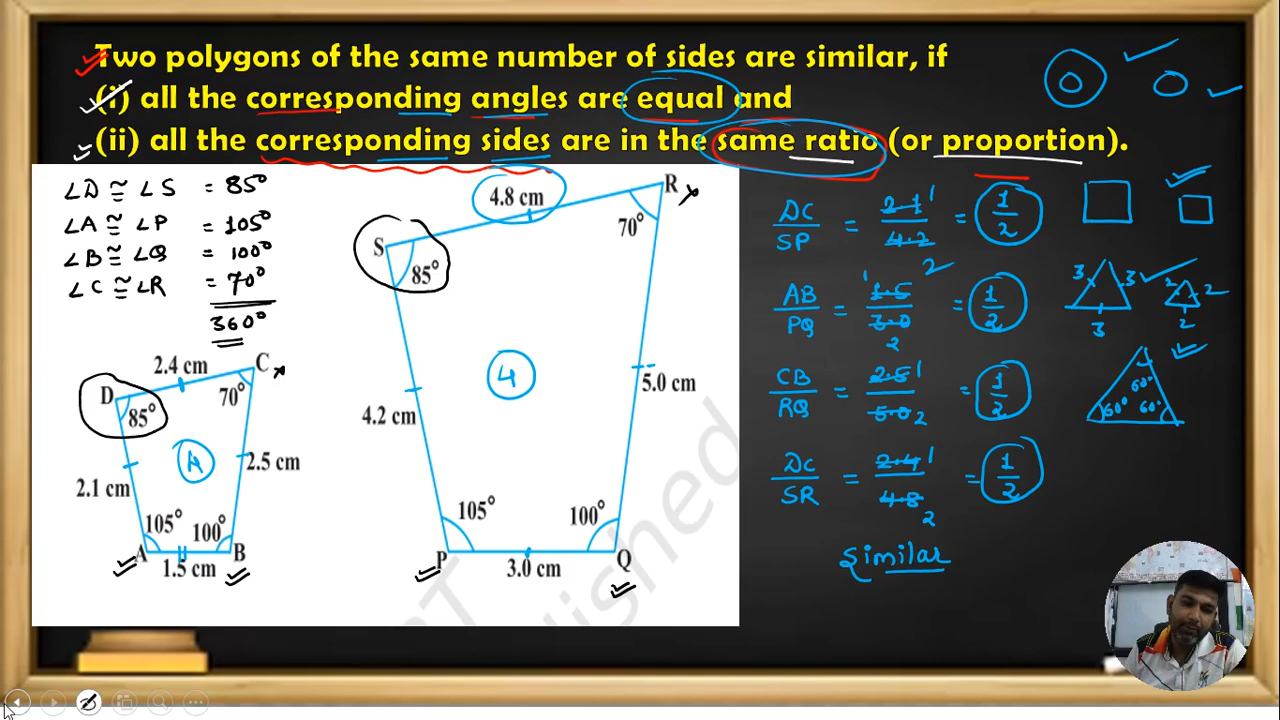 Two polygons of the same number of sides are similar, if
(i) all the corresponding angles are equal and
(ii) all the corresponding sides are in the same ratio (or proportion).
∠D ≅ ∠S = 85°
∠A ≅ ∠P = 105°
∠B ≅ ∠Q = 100°
∠C ≅ ∠R = 70°
360°
D
C
2.4 cm
85°
70°
2.1 cm
2.5 cm
105°
100°
A
B
1.5 cm
S
R
4.8 cm
85°
70°
4
4.2 cm
5.0 cm
105°
100°
P
Q
3.0 cm
DC/SP = 2.1/4.2 = 1/2
AB/PQ = 1.5/3.0 = 1/2
CB/RQ = 2.5/5.0 = 1/2
DC/SR = 2.4/4.8 = 1/2
Similar
3 3 3
2 2 2
60° 60° 60°